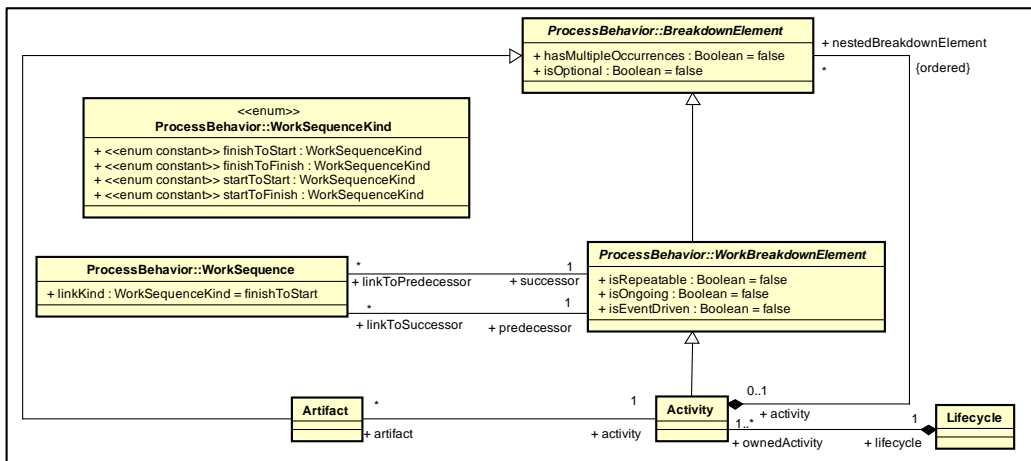 ProcessBehavior::BreakdownElement
+ hasMultipleOccurrences : Boolean = false
+ isOptional : Boolean = false
+ nestedBreakdownElement
*
{ordered}
<<enum>>
ProcessBehavior::WorkSequenceKind
+ <<enum constant>> finishToStart : WorkSequenceKind
+ <<enum constant>> finishToFinish : WorkSequenceKind
+ <<enum constant>> startToStart : WorkSequenceKind
+ <<enum constant>> startToFinish : WorkSequenceKind
ProcessBehavior::WorkSequence
+ linkKind : WorkSequenceKind = finishToStart
*
+ linkToPredecessor
1
+ successor
*
+ linkToSuccessor
1
+ predecessor
ProcessBehavior::WorkBreakdownElement
+ isRepeatable : Boolean = false
+ isOngoing : Boolean = false
+ isEventDriven : Boolean = false
Artifact
*
+ artifact
1
+ activity
Activity
0..1
+ activity
1..*
+ ownedActivity
1
+ lifecycle
Lifecycle